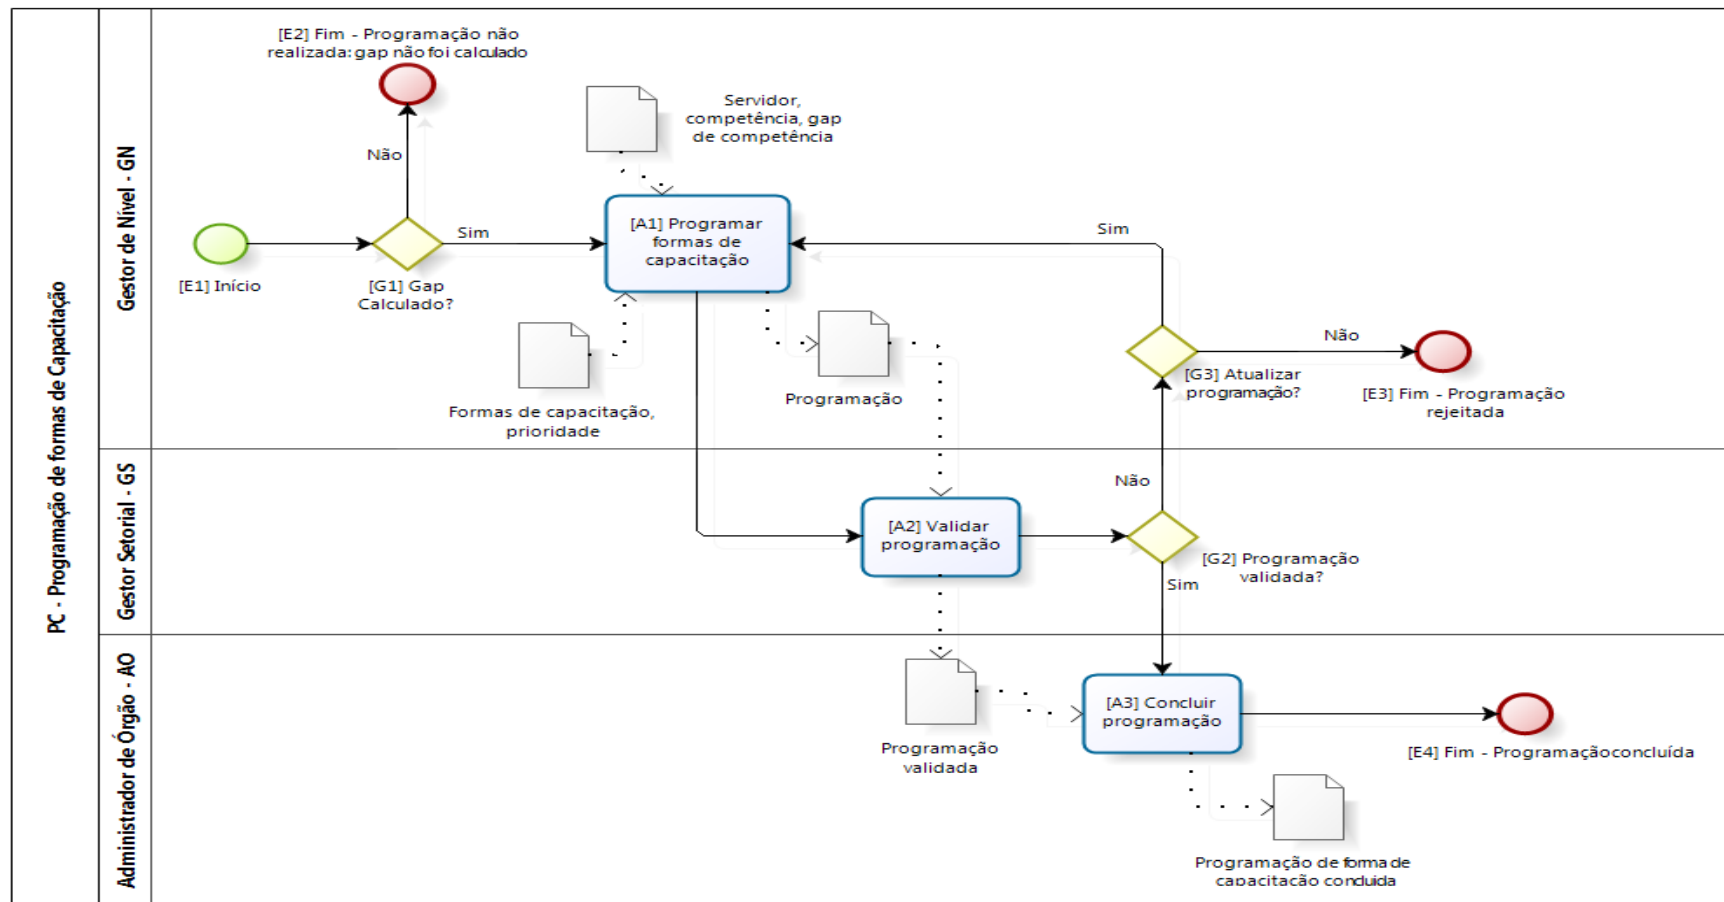 PC - Programação de formas de Capacitação
Gestor de Nível - GN
[E2] Fim - Programação não
realizada: gap não foi calculado
Não
Servidor,
competência, gap
de competência
[E1] Início
[G1] Gap
Calculado?
Sim
[A1] Programar
formas de
capacitação
Sim
Formas de capacitação,
prioridade
Programação
[G3] Atualizar
programação?
Não
[E3] Fim - Programação
rejeitada
Gestor Setorial - GS
[A2] Validar
programação
Não
[G2] Programação
validada?
Sim
Administrador de Órgão - AO
Programação
validada
[A3] Concluir
programação
[E4] Fim - Programaçãoconcluída
Programação de forma de
capacitação concluida